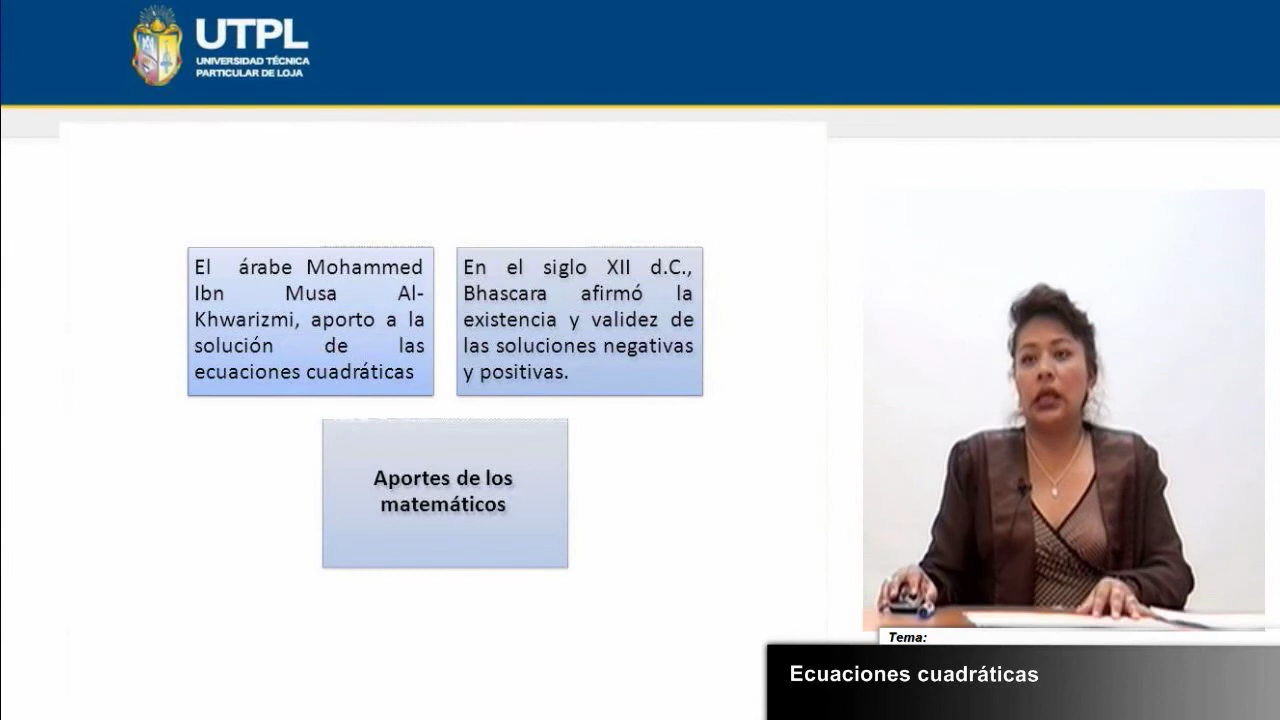 UTPL
UNIVERSIDAD TÉCNICA
PARTICULAR DE LOJA
El árabe Mohammed
Ibn Musa Al-
Khwarizmi, aporto a la
solución de las
ecuaciones cuadráticas
En el siglo XII d.C.,
Bhascara afirmó la
existencia y validez de
las soluciones negativas
y positivas.
Aportes de los
matemáticos
Tema:
Ecuaciones cuadráticas